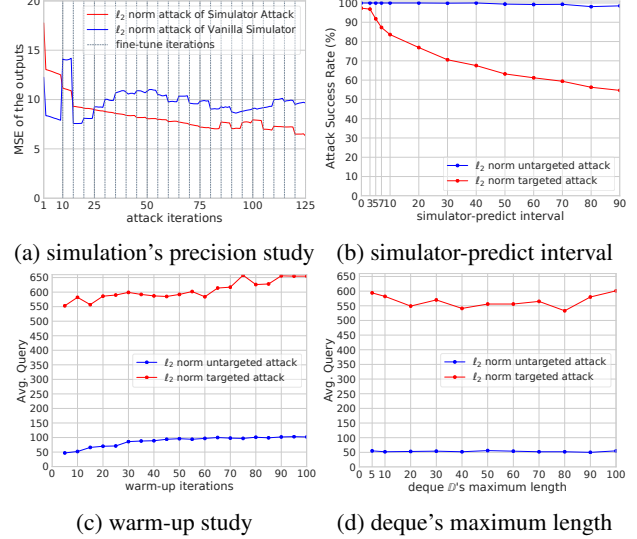 20
15
10
5
0
MSE of the outputs
ℓ2 norm attack of Simulator Attack
ℓ2 norm attack of Vanilla Simulator
fine-tune iterations
1 10 25 50 75 100 125
attack iterations
(a) simulation's precision study
100
90
80
70
60
50
40
30
20
10
0
Attack Success Rate (%)
ℓ2 norm untargeted attack
ℓ2 norm targeted attack
0 3 5 7 10 20 30 40 50 60 70 80 90
simulator-predict interval
(b) simulator-predict interval
650
600
550
500
450
400
350
300
250
200
150
100
50
0
Avg. Query
ℓ2 norm untargeted attack
ℓ2 norm targeted attack
0 10 20 30 40 50 60 70 80 90 100
warm-up iterations
(c) warm-up study
650
600
550
500
450
400
350
300
250
200
150
100
50
0
Avg. Query
ℓ2 norm untargeted attack
ℓ2 norm targeted attack
0 5 10 20 30 40 50 60 70 80 90 100
deque 𝔻's maximum length
(d) deque's maximum length